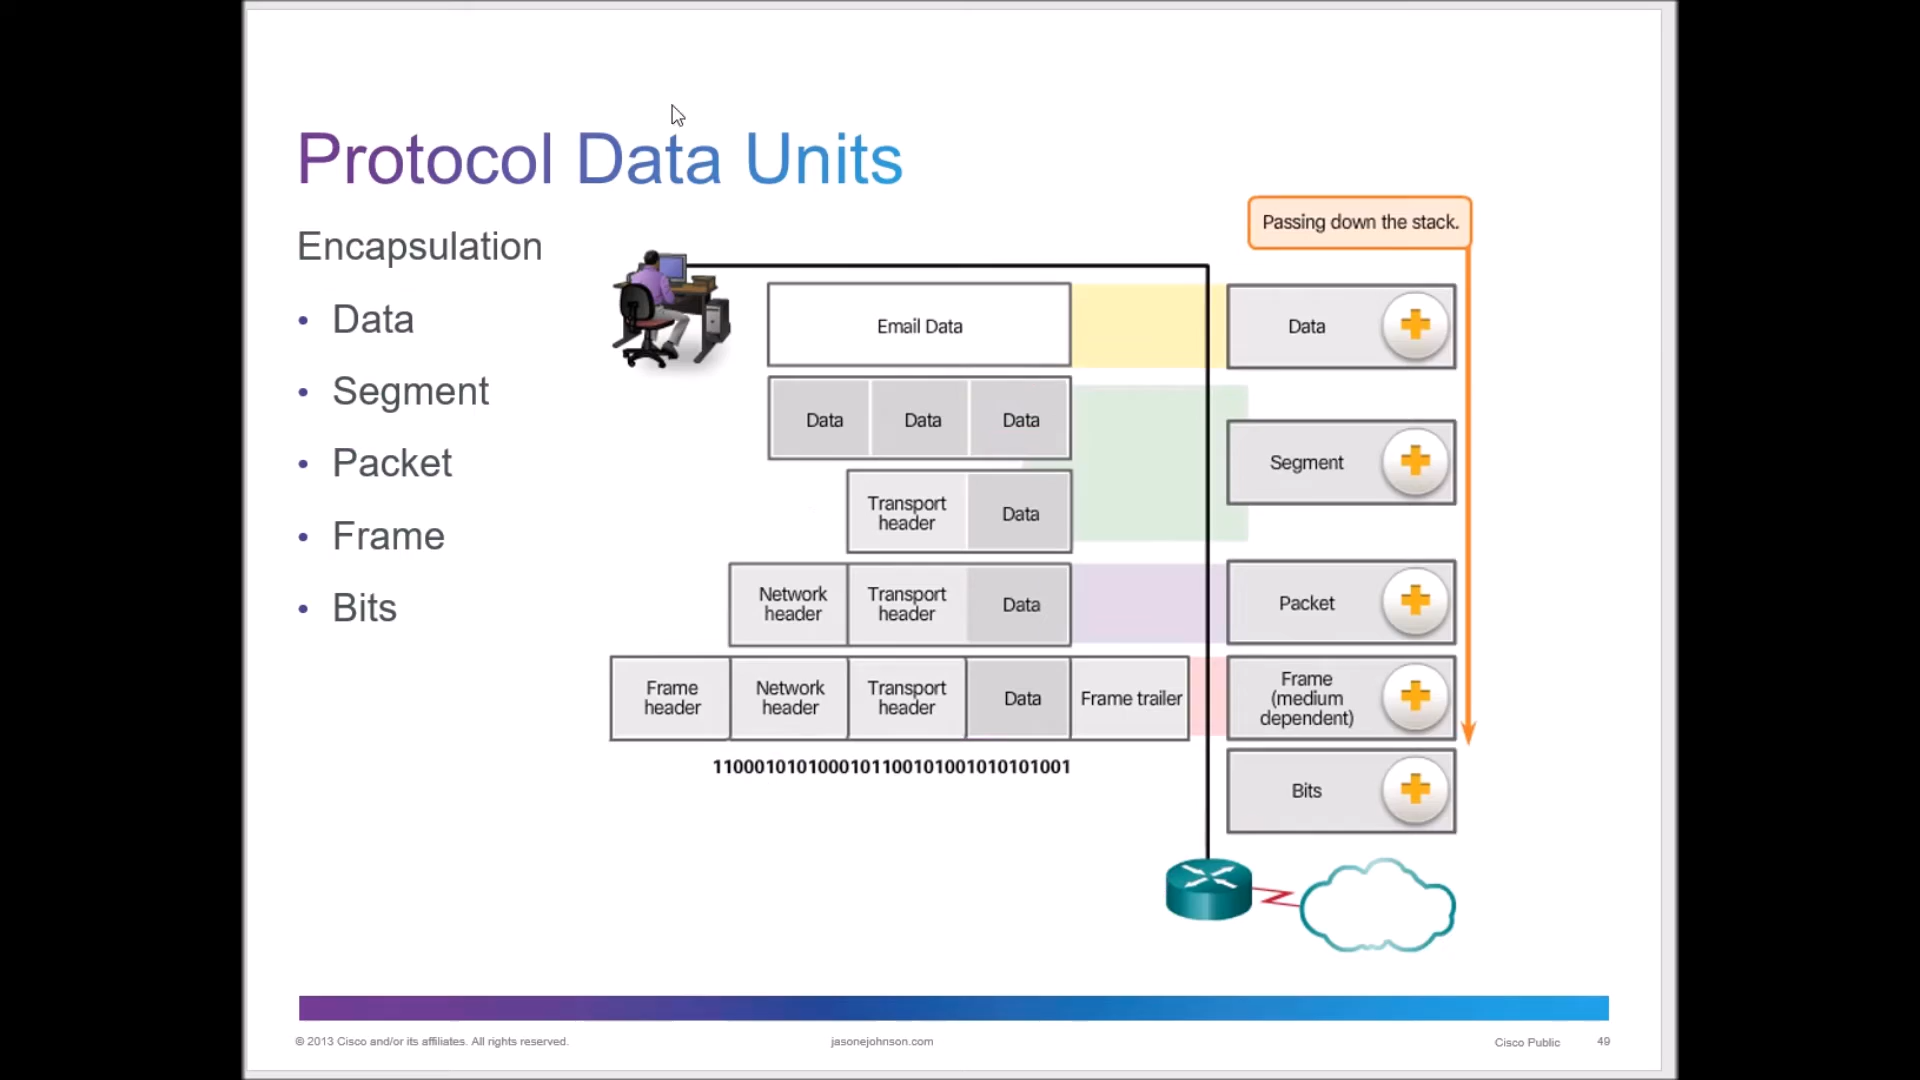 Protocol Data Units
Encapsulation
• Data
• Segment
• Packet
• Frame
• Bits
Passing down the stack.
Email Data
Data
Data Data Data
Segment
Transport
header
Data
Network
header
Transport
header
Data
Packet
Frame
header
Network
header
Transport
header
Data
Frame trailer
Frame
(medium
dependent)
1100010101000101100101001010101001
Bits
© 2013 Cisco and/or its affiliates. All rights reserved.
jasonejohnson.com
Cisco Public
49